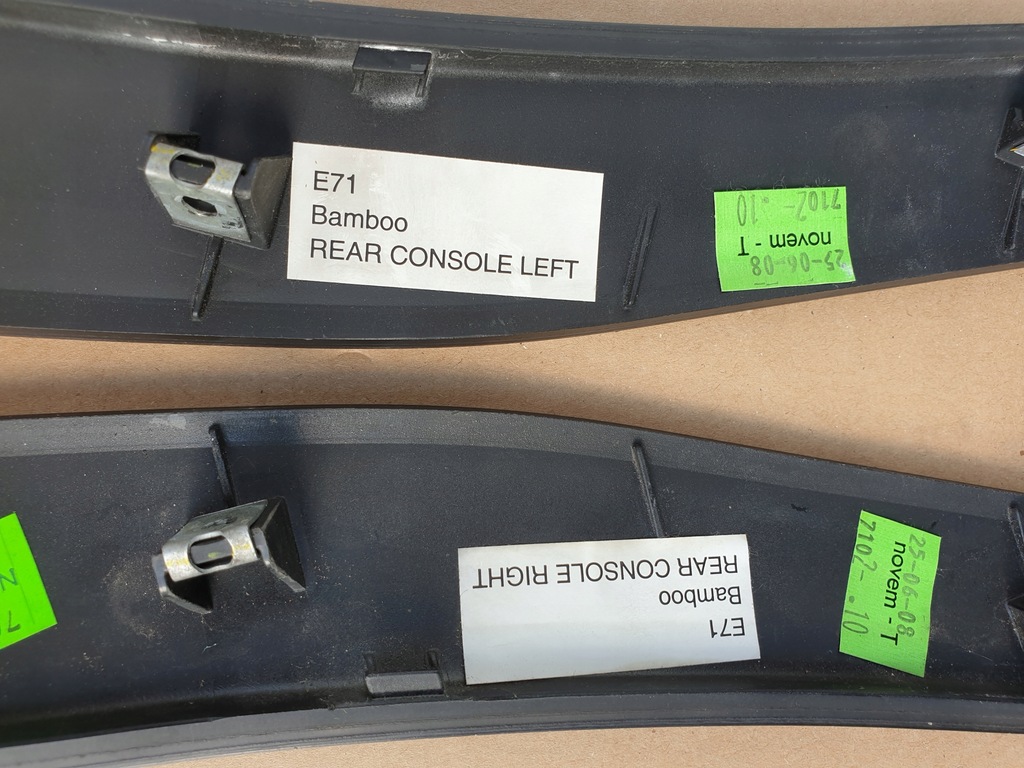 E71
Bamboo
REAR CONSOLE LEFT
25-06-08
novem - T
7102-.10
E71
Bamboo
REAR CONSOLE RIGHT
25-06-08
novem - T
7102-.10